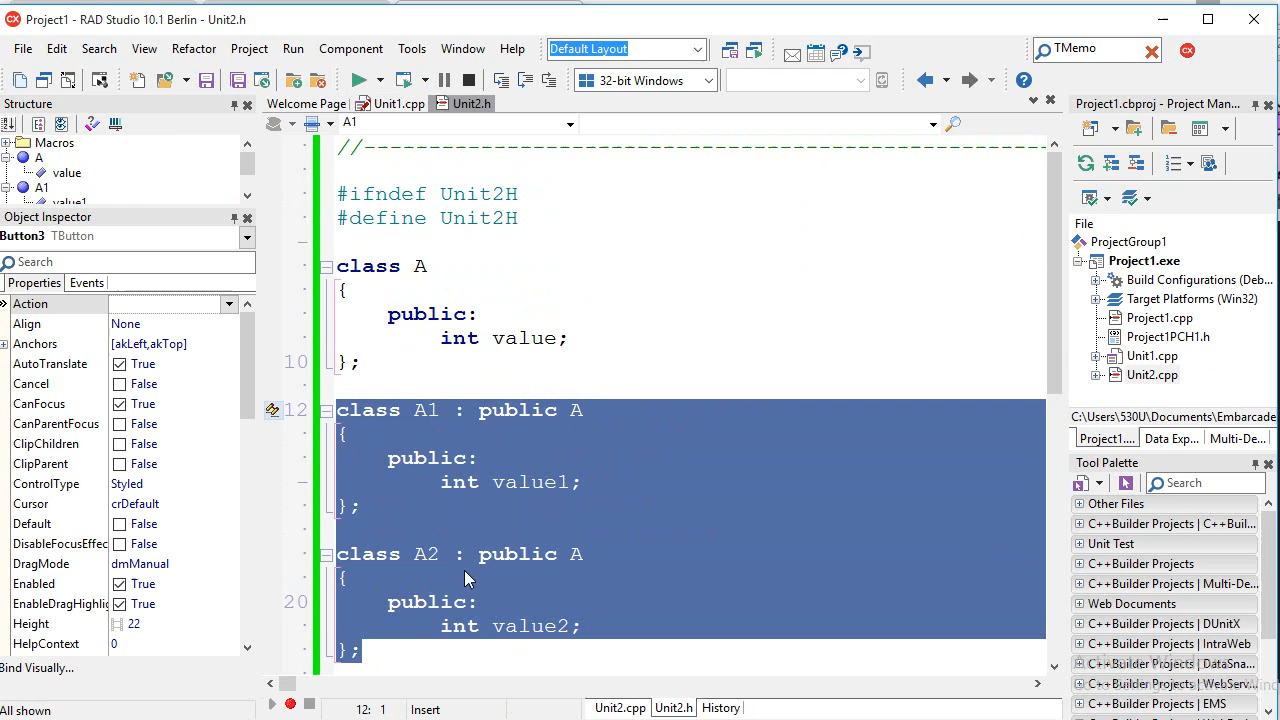 Project1 - RAD Studio 10.1 Berlin - Unit2.h
File Edit Search View Refactor Project Run Component Tools Window Help Default Layout TMemo
32-bit Windows
Structure
Macros
A
value
A1
value1
Object Inspector
Button3 TButton
Search
Properties Events
Action
Align None
Anchors [akLeft,akTop]
AutoTranslate True
Cancel False
CanFocus True
CanParentFocus False
ClipChildren False
ClipParent False
ControlType Styled
Cursor crDefault
Default False
DisableFocusEffec False
DragMode dmManual
Enabled True
EnableDragHighli True
Height 22
HelpContext 0
Bind Visually...
All shown
Welcome Page Unit1.cpp Unit2.h
A1
//------------------------------------------------------
#ifndef Unit2H
#define Unit2H
class A
{
public:
int value;
10 };
12 class A1 : public A
{
public:
int value1;
};
class A2 : public A
{
20 public:
int value2;
};
12: 1 Insert Unit2.cpp Unit2.h History
Project1.cbproj - Project Man...
File
ProjectGroup1
Project1.exe
Build Configurations (Deb...
Target Platforms (Win32)
Project1.cpp
Project1PCH1.h
Unit1.cpp
Unit2.cpp
C:\Users\530U\Documents\Embarcade
Project1.... Data Exp... Multi-De...
Tool Palette
Search
Other Files
C++Builder Projects | C++Buil...
Unit Test
C++Builder Projects
C++Builder Projects | Multi-De...
Web Documents
C++Builder Projects | DUnitX
C++Builder Projects | IntraWeb
C++Builder Projects | DataSna...
C++Builder Projects | WebSer
C++Builder Projects | EMS